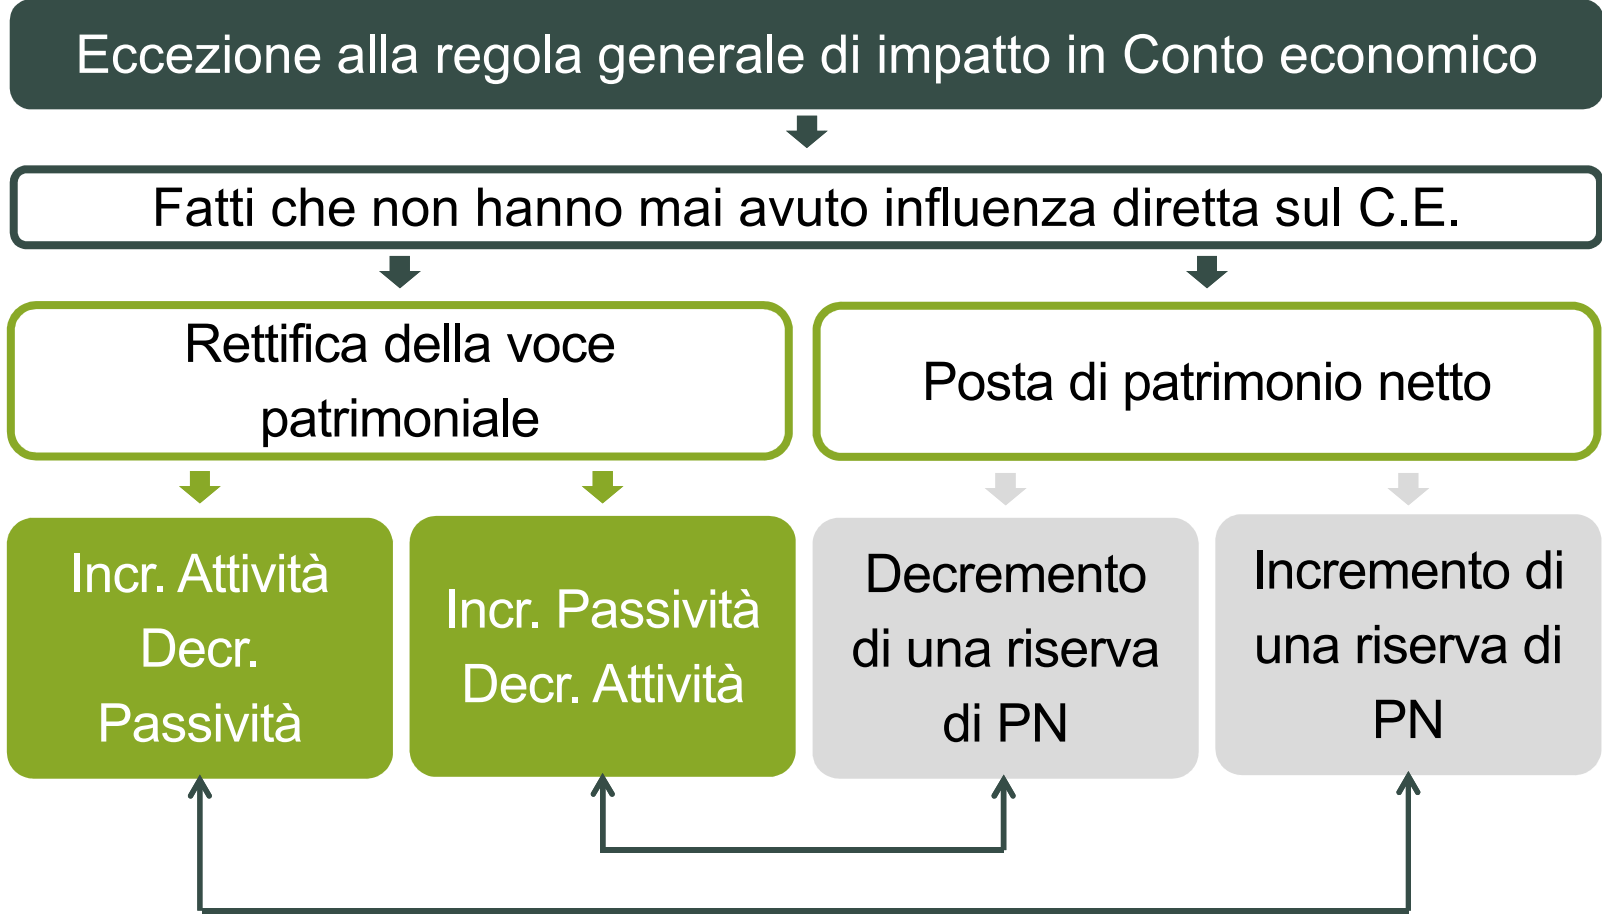 Eccezione alla regola generale di impatto in Conto economico
Fatti che non hanno mai avuto influenza diretta sul C.E.
Rettifica della voce
patrimoniale
Posta di patrimonio netto
Incr. Attività
Decr.
Passività
Incr. Passività
Decr. Attività
Decremento
di una riserva
di PN
Incremento di
una riserva di
PN